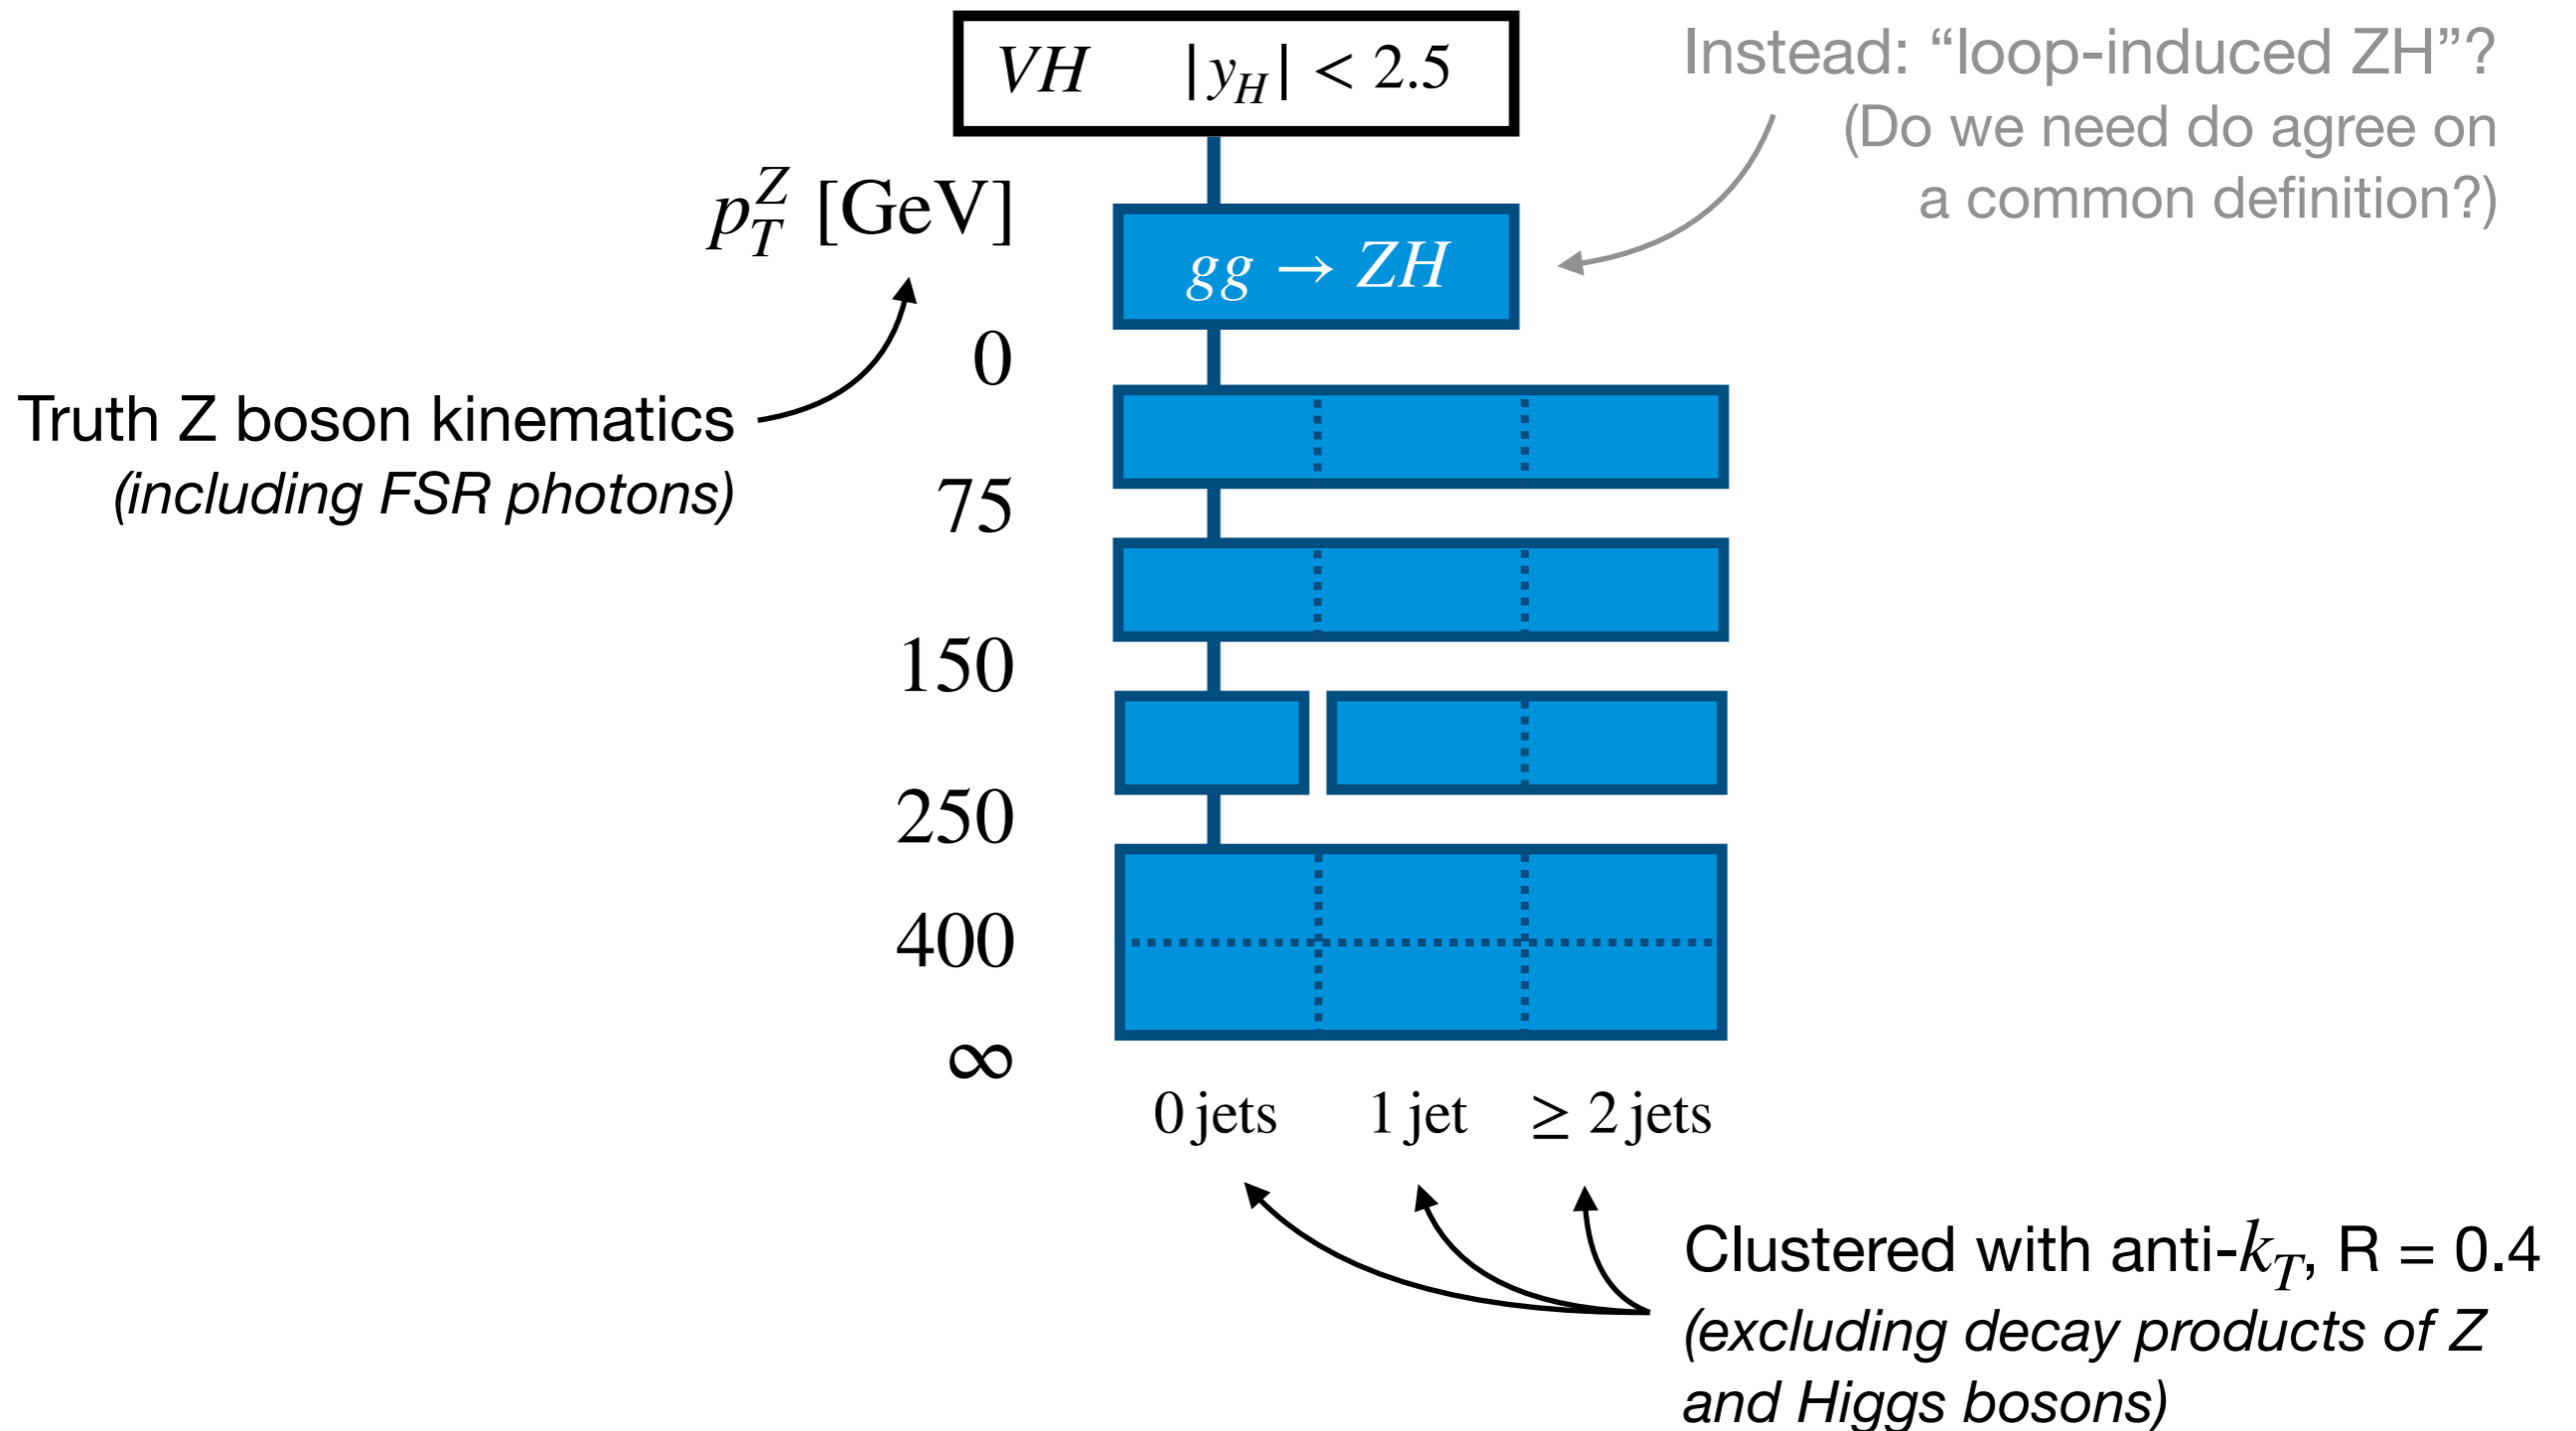 VH |y_H| < 2.5
Instead: “loop-induced ZH”?
(Do we need do agree on
a common definition?)
p_T^Z [GeV]
gg → ZH
0
Truth Z boson kinematics
(including FSR photons)
75
150
250
400
∞
0 jets 1 jet ≥ 2 jets
Clustered with anti-k_T, R = 0.4
(excluding decay products of Z
and Higgs bosons)